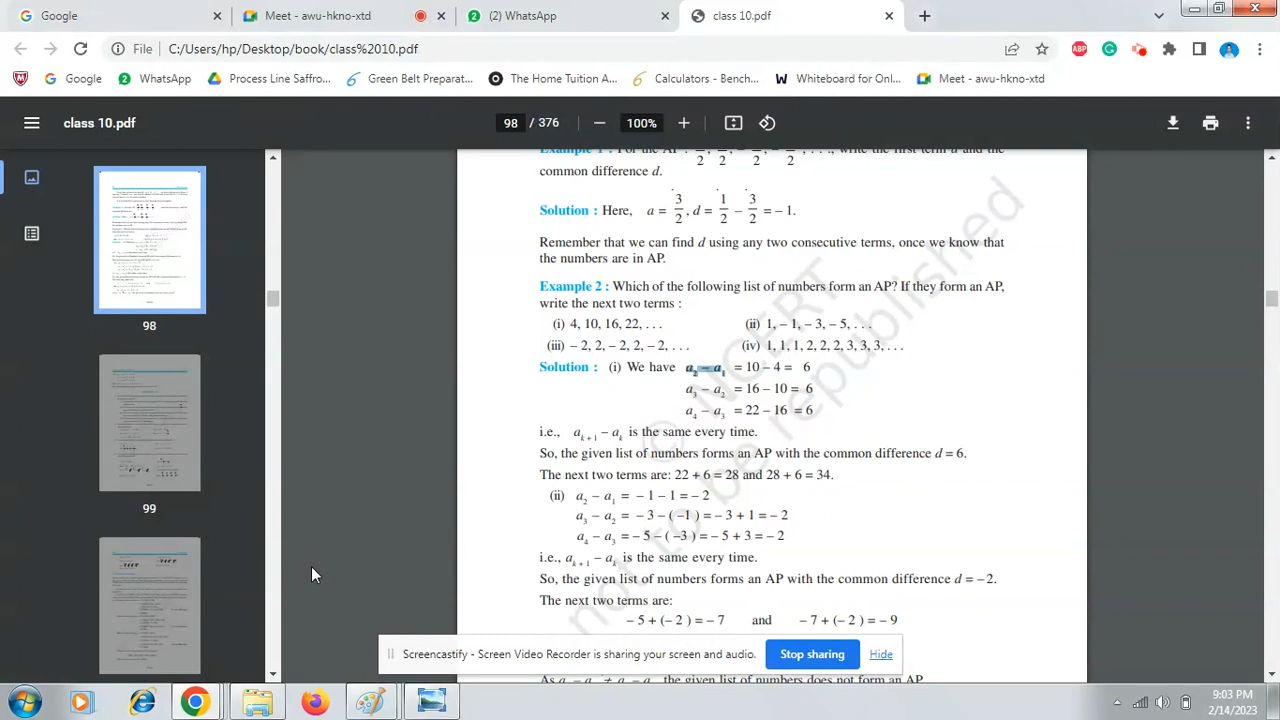 Google
Meet - awu-hkno-xtd
(2) WhatsApp
class 10.pdf
File
C:/Users/hp/Desktop/book/class%2010.pdf
Google
WhatsApp
Process Line Saffro...
Green Belt Preparat...
The Home Tuition A...
Calculators - Bench...
Whiteboard for Onl...
Meet - awu-hkno-xtd
class 10.pdf
98 / 376
100%
Example 1 : For the AP : 3/2, 1/2, – 1/2, – 3/2, . . ., write the first term a and the
common difference d.
Solution : Here, a = 3/2, d = 1/2 – 3/2 = – 1.
Remember that we can find d using any two consecutive terms, once we know that
the numbers are in AP.
Example 2 : Which of the following list of numbers form an AP? If they form an AP,
write the next two terms :
(i) 4, 10, 16, 22, . . . (ii) 1, – 1, – 3, – 5, . . .
(iii) – 2, 2, – 2, 2, – 2, . . . (iv) 1, 1, 1, 2, 2, 2, 3, 3, 3, . . .
Solution : (i) We have a₂ – a₁ = 10 – 4 = 6
a₃ – a₂ = 16 – 10 = 6
a₄ – a₃ = 22 – 16 = 6
i.e., aₖ₊₁ – aₖ is the same every time.
So, the given list of numbers forms an AP with the common difference d = 6.
The next two terms are: 22 + 6 = 28 and 28 + 6 = 34.
(ii) a₂ – a₁ = – 1 – 1 = – 2
a₃ – a₂ = – 3 – ( –1 ) = – 3 + 1 = – 2
a₄ – a₃ = – 5 – ( –3 ) = – 5 + 3 = – 2
i.e., aₖ₊₁ – aₖ is the same every time.
So, the given list of numbers forms an AP with the common difference d = – 2.
The next two terms are:
– 5 + (– 2 ) = – 7 and – 7 + (– 2 ) = – 9
the given list of numbers does not form an AP.
98
99
Screencastify - Screen Video Recorder is sharing your screen and audio.
Stop sharing
Hide
9:03 PM
2/14/2023